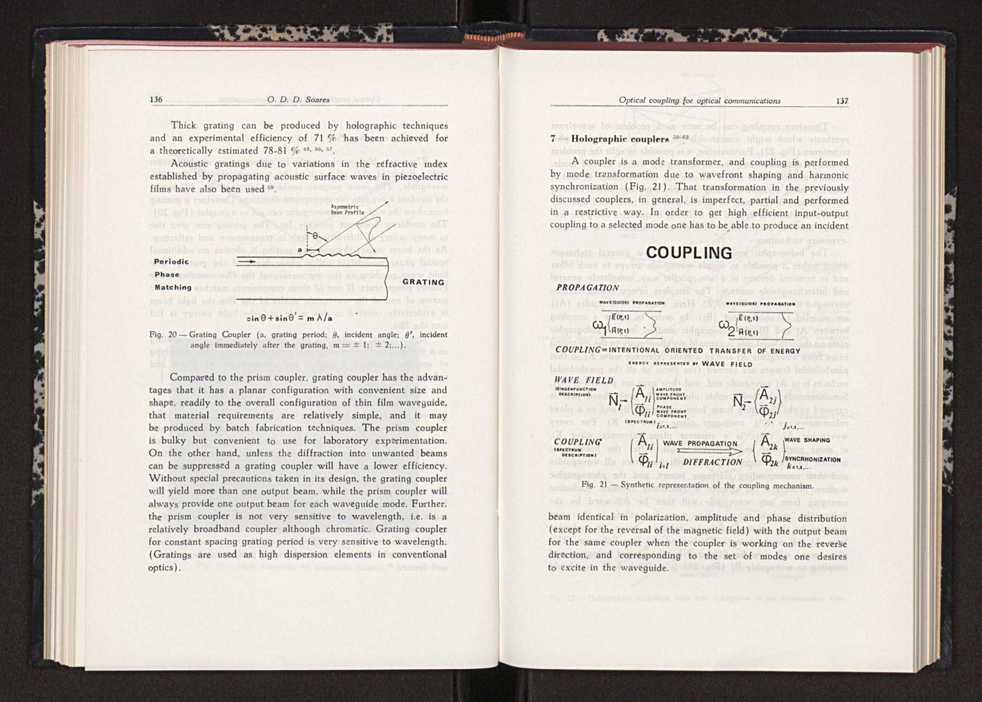 136 O. D. D. Soares
Thick grating can be produced by holographic techniques
and an experimental efficiency of 71 % has been achieved for
a theoretically estimated 78-81 %
Acoustic gratings due to variations in the refractive index
established by propagating acoustic surface waves in piezoelectric
films have also been used
Asymmetric
Beam Profile
θ
a
Periodic
Phase
Matching
GRATING
sin θ + sin θ' = m λ/a
Fig. 20 — Grating Coupler (a, grating period; θ, incident angle; θ', incident
angle immediately after the grating, m = ± 1; ± 2;...).
Compared to the prism coupler, grating coupler has the advan-
tages that it has a planar configuration with convenient size and
shape, readily to the overall configuration of thin film waveguide,
that material requirements are relatively simple, and it may
be produced by batch fabrication techniques. The prism coupler
is bulky but convenient to use for laboratory experimentation.
On the other hand, unless the diffraction into unwanted beams
can be suppressed a grating coupler will have a lower efficiency.
Without special precautions taken in its design, the grating coupler
will yield more than one output beam, while the prism coupler will
always provide one output beam for each waveguide mode. Further,
the prism coupler is not very sensitive to wavelength, i.e. is a
relatively broadband coupler although chromatic. Grating coupler
for constant spacing grating period is very sensitive to wavelength.
(Gratings are used as high dispersion elements in conventional
optics).
Optical coupling for optical communications 137
7 Holographic couplers
A coupler is a mode transformer, and coupling is performed
by mode transformation due to wavefront shaping and harmonic
synchronization (Fig. 21). That transformation in the previously
discussed couplers, in general, is imperfect, partial and performed
in a restrictive way. In order to get high efficient input-output
coupling to a selected mode one has to be able to produce an incident
COUPLING
PROPAGATION
WAVE(GUIDE) PROPAGATION WAVE(GUIDE) PROPAGATION
COUPLING = INTENTIONAL ORIENTED TRANSFER OF ENERGY
ENERGY REPRESENTED BY WAVE FIELD
WAVE FIELD
(EIGENFUNCTION
DESCRIPTION)
AMPLITUDE
WAVE FRONT
COMPONENT
PHASE
WAVE FRONT
COMPONENT
(SPECTRUM)
COUPLING
(SPECTRUM
DESCRIPTION)
WAVE PROPAGATION
DIFFRACTION
WAVE SHAPING
SYNCRHONIZATION
Fig. 21 — Synthetic representation of the coupling mechanism.
beam identical in polarization, amplitude and phase distribution
(except for the reversal of the magnetic field) with the output beam
for the same coupler when the coupler is working on the reverse
direction, and corresponding to the set of modes one desires
to excite in the waveguide.